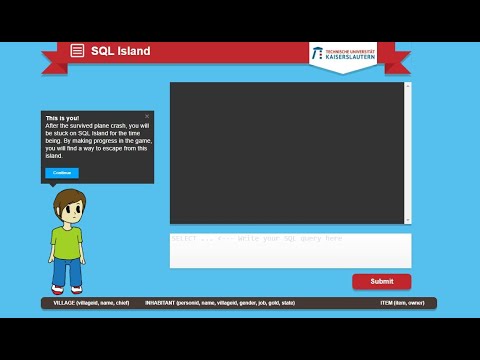 SQL Island
TECHNISCHE UNIVERSITÄT
KAISERSLAUTERN
This is you!
After the survived plane crash, you will
be stuck on SQL Island for the time
being. By making progress in the game,
you will find a way to escape from this
island.
Continue
SELECT ... <--- write your SQL query here
Submit
VILLAGE (villageid, name, chief)
INHABITANT (personid, name, villageid, gender, job, gold, state)
ITEM (item, owner)